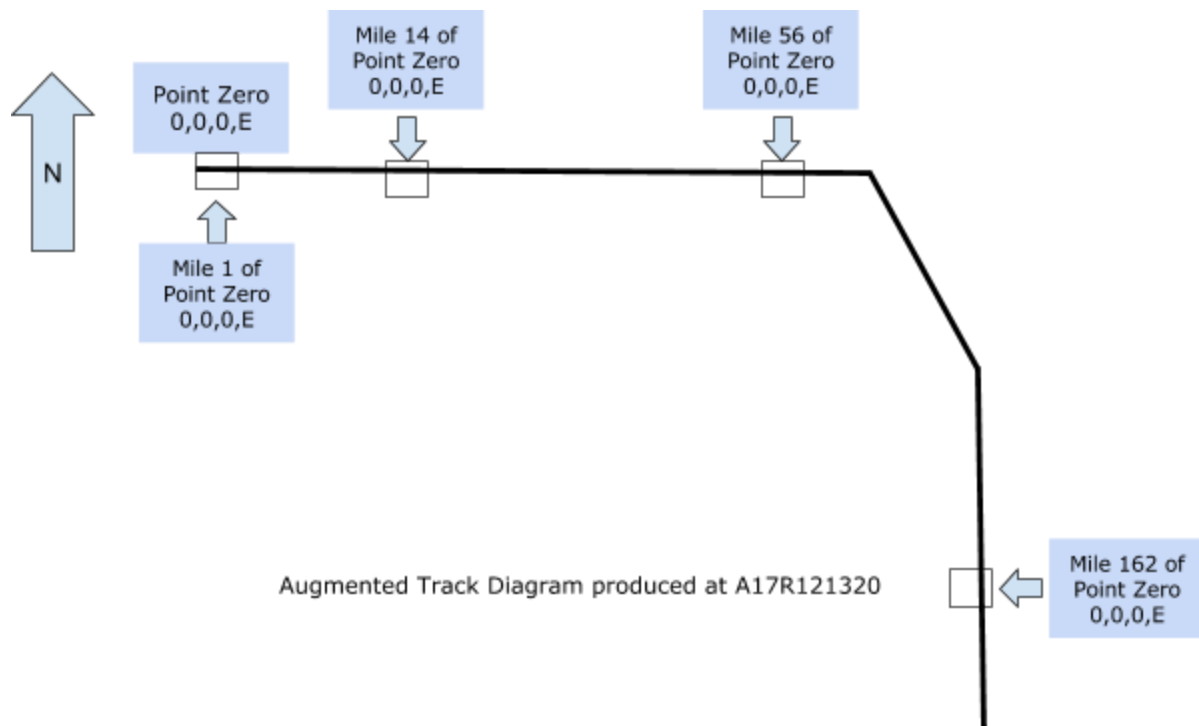 Mile 14 of
Point Zero
0,0,0,E
Mile 56 of
Point Zero
0,0,0,E
Point Zero
0,0,0,E
N
Mile 1 of
Point Zero
0,0,0,E
Augmented Track Diagram produced at A17R121320
Mile 162 of
Point Zero
0,0,0,E